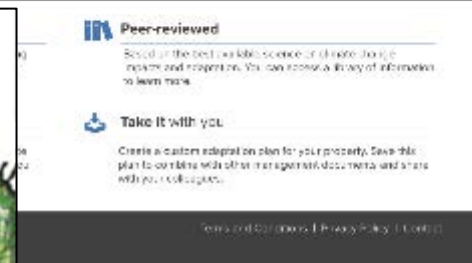 Peer-reviewed
Based on the best available science on climate change
impacts and adaptation. You can access a library of information
to learn more.
Take it with you
Create a custom adaptation plan for your property. Save this
plan to combine with other management documents and share
with your colleagues.
Terms and Conditions | Privacy Policy | Contact